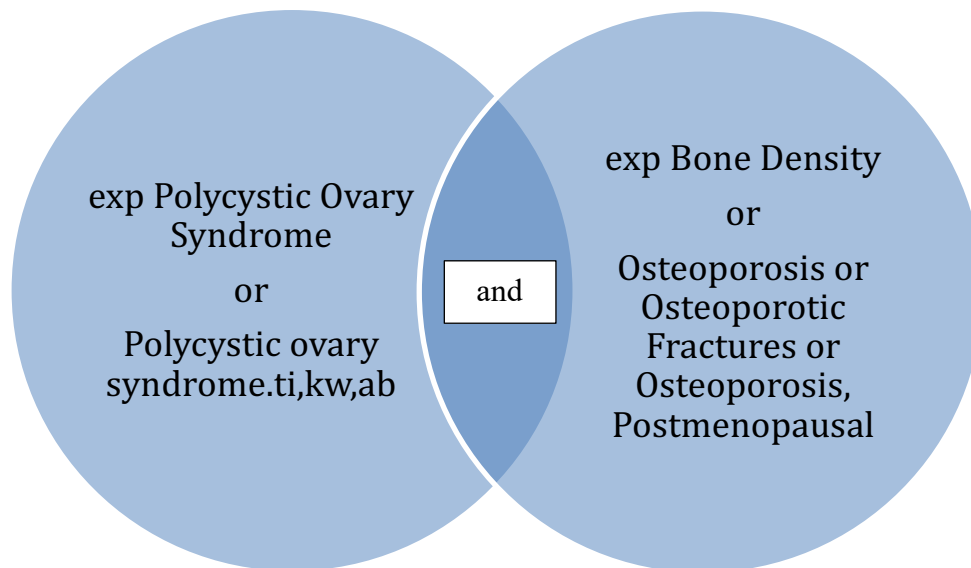 exp Polycystic Ovary
Syndrome
or
Polycystic ovary
syndrome.ti,kw,ab
and
exp Bone Density
or
Osteoporosis or
Osteoporotic
Fractures or
Osteoporosis,
Postmenopausal